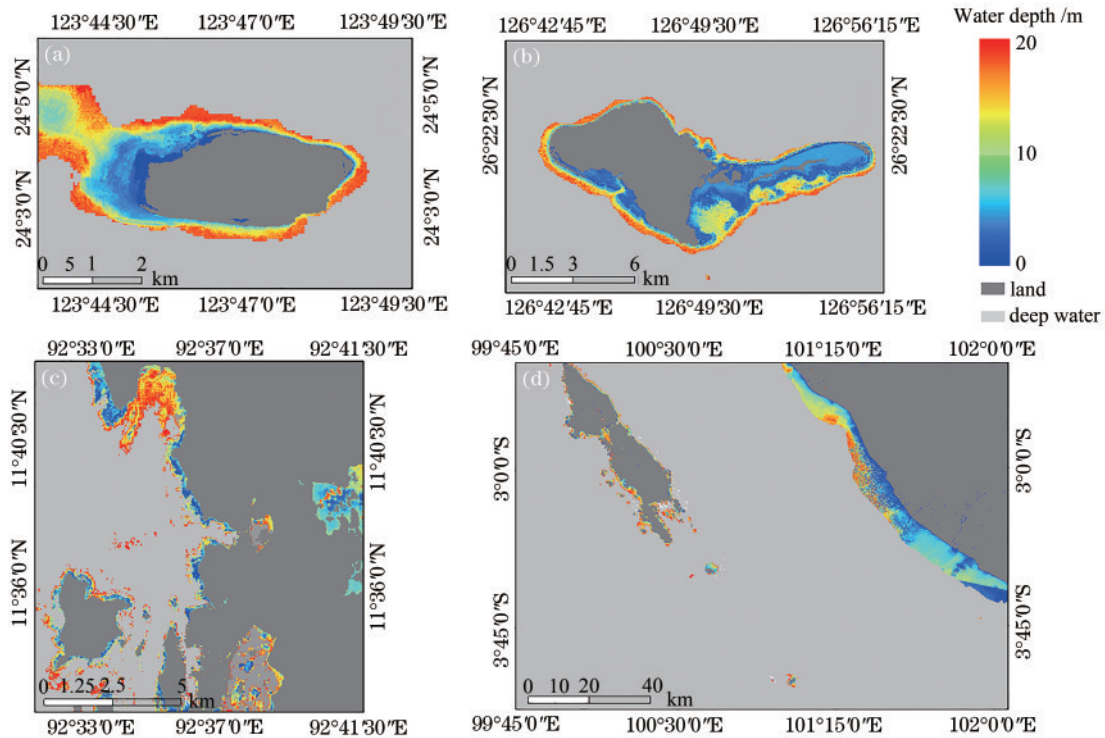 123°44′30″E 123°47′0″E 123°49′30″E
(a)
24°5′0″N 24°5′0″N
24°3′0″N 24°3′0″N
0 5 1 2
km
123°44′30″E 123°47′0″E 123°49′30″E
126°42′45″E 126°49′30″E 126°56′15″E
(b)
26°22′30″N 26°22′30″N
0 1.5 3 6
km
126°42′45″E 126°49′30″E 126°56′15″E
Water depth /m
20
10
0
land
deep water
92°33′0″E 92°37′0″E 92°41′30″E
(c)
11°40′30″N 11°40′30″N
11°36′0″N 11°36′0″N
0 1.25 2.5 5
km
92°33′0″E 92°37′0″E 92°41′30″E
99°45′0″E 100°30′0″E 101°15′0″E 102°0′0″E
(d)
3°0′0″S 3°0′0″S
3°45′0″S 3°45′0″S
0 10 20 40
km
99°45′0″E 100°30′0″E 101°15′0″E 102°0′0″E